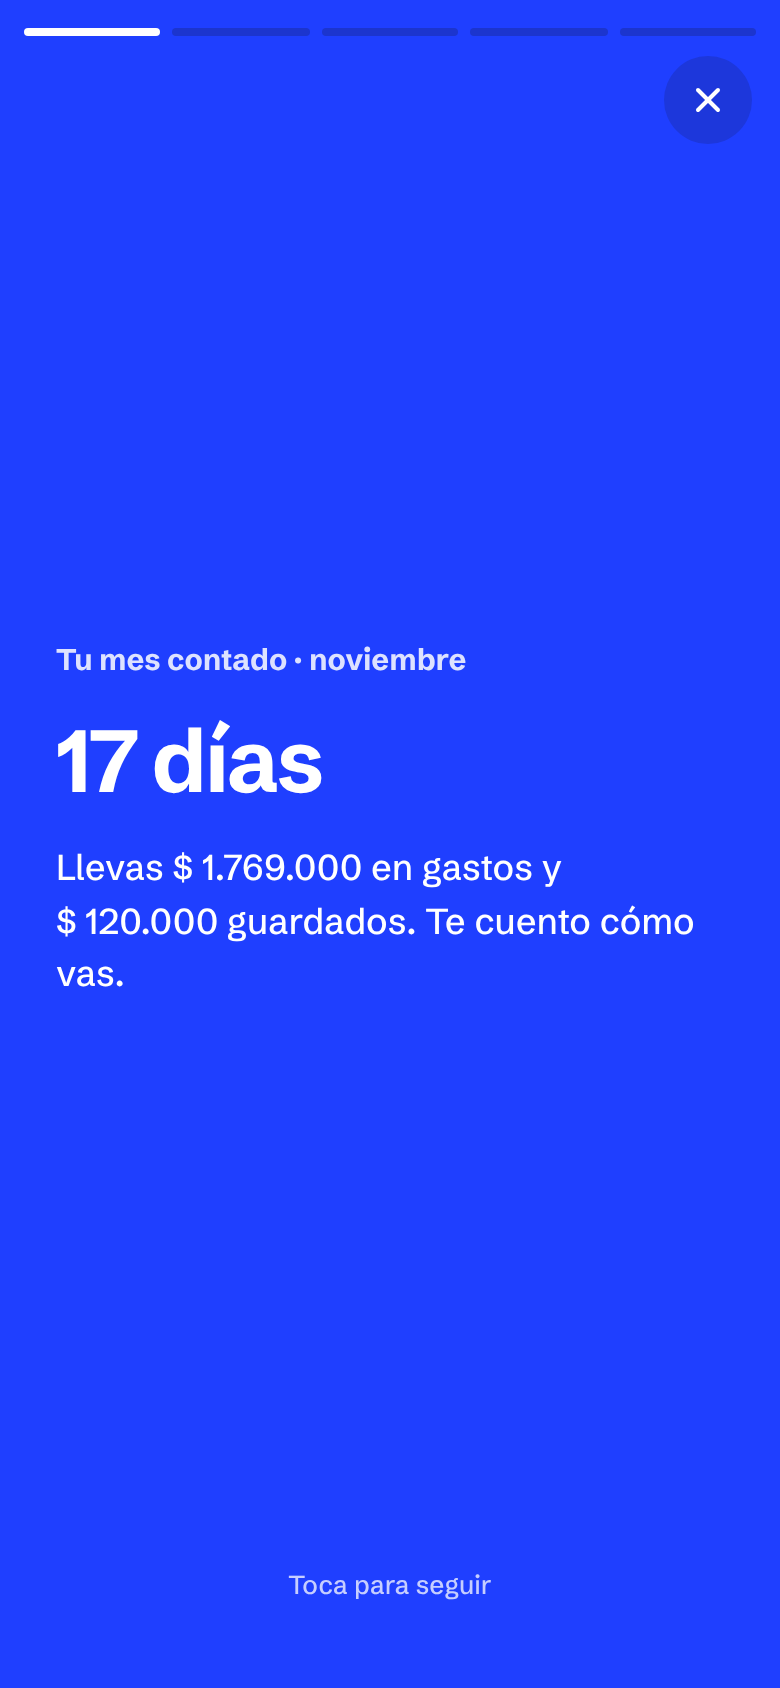 Tu mes contado · noviembre
17 días
Llevas $ 1.769.000 en gastos y
$ 120.000 guardados. Te cuento cómo
vas.
Toca para seguir